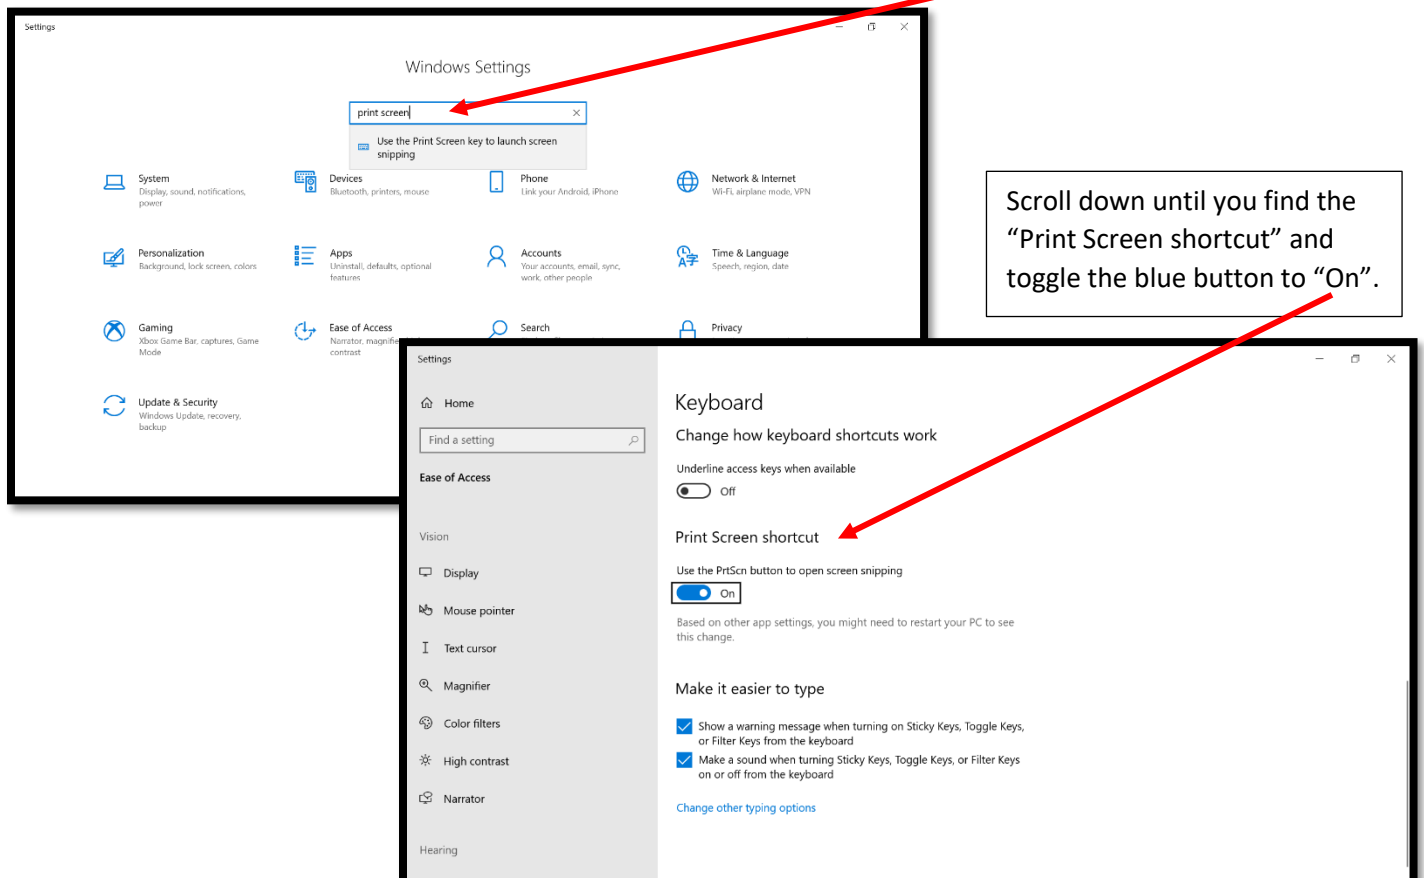 Settings
Windows Settings
print screen
Use the Print Screen key to launch screen
snipping
System
Display, sound, notifications,
power
Devices
Bluetooth, printers, mouse
Phone
Link your Android, iPhone
Network & Internet
Wi-Fi, airplane mode, VPN
Personalization
Background, lock screen, colors
Apps
Uninstall, defaults, optional
features
Accounts
Your accounts, email, sync,
work, other people
Time & Language
Speech, region, date
Gaming
Xbox Game Bar, captures, Game
Mode
Ease of Access
Narrator, magnifier
contrast
Search
Privacy
Update & Security
Windows Update, recovery,
backup
Scroll down until you find the
“Print Screen shortcut” and
toggle the blue button to “On”.
Settings
Home
Find a setting
Ease of Access
Vision
Display
Mouse pointer
Text cursor
Magnifier
Color filters
High contrast
Narrator
Hearing
Keyboard
Change how keyboard shortcuts work
Underline access keys when available
Off
Print Screen shortcut
Use the PrtScn button to open screen snipping
On
Based on other app settings, you might need to restart your PC to see
this change.
Make it easier to type
Show a warning message when turning on Sticky Keys, Toggle Keys,
or Filter Keys from the keyboard
Make a sound when turning Sticky Keys, Toggle Keys, or Filter Keys
on or off from the keyboard
Change other typing options